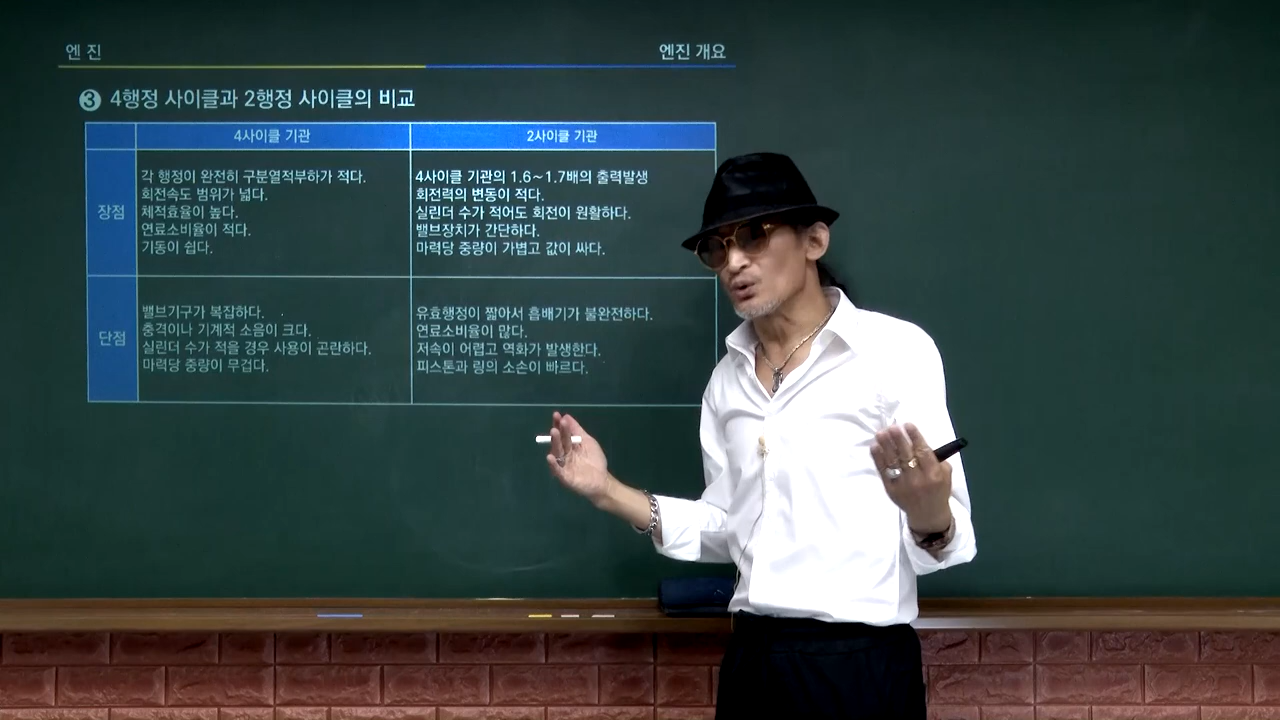 엔 진
엔진 개요
❸ 4행정 사이클과 2행정 사이클의 비교
4사이클 기관
2사이클 기관
장점
각 행정이 완전히 구분열적부하가 적다.
회전속도 범위가 넓다.
체적효율이 높다.
연료소비율이 적다.
기동이 쉽다.
4사이클 기관의 1.6~1.7배의 출력발생
회전력의 변동이 적다.
실린더 수가 적어도 회전이 원활하다.
밸브장치가 간단하다.
마력당 중량이 가볍고 값이 싸다.
단점
밸브기구가 복잡하다.
충격이나 기계적 소음이 크다.
실린더 수가 적을 경우 사용이 곤란하다.
마력당 중량이 무겁다.
유효행정이 짧아서 흡배기가 불완전하다.
연료소비율이 많다.
저속이 어렵고 역화가 발생한다.
피스톤과 링의 소손이 빠르다.